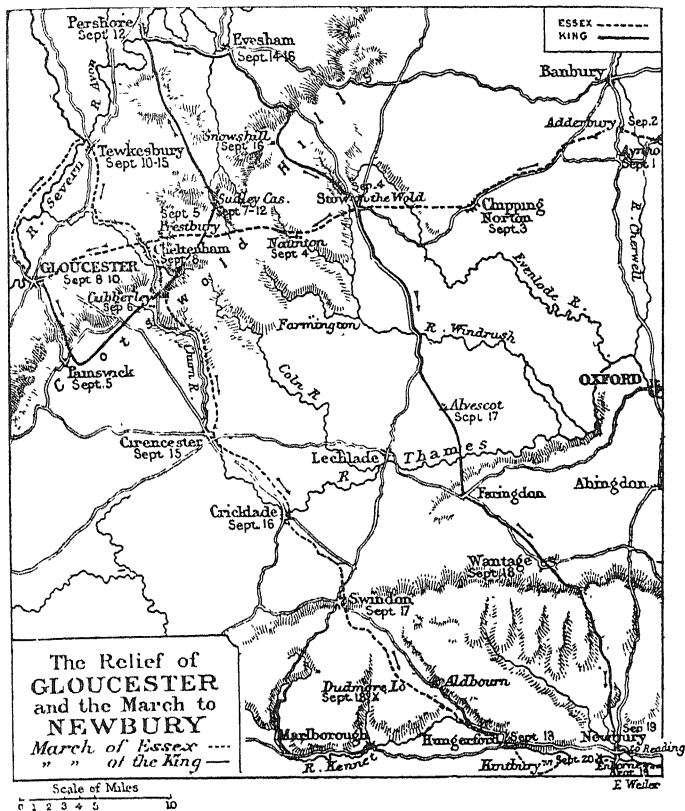 ESSEX
KING
Pershore
Sept 12
Evesham
Sept. 14-16
Banbury
R Avon
Hills
Adderbury
Sep. 2
Aynho
Sept 1
Snowshill
Sept 16
Tewkesbury
Sept 10-15
R. Severn
Sudley Cas.
Sept 7-12
Sep. 4
Stow on the Wold
Chipping
Norton
Sept. 3
Sept. 5
Prestbury
Naunton
Sept 4
R. Cherwell
Cheltenham
GLOUCESTER
Sept 8 10
Cubberley
Sep 6
Cotswold
Evenlode R.
Farmington
R. Windrush
Painswick
Sept. 5
Churn R
Coln R
OXFORD
Alvescot
Sept 17
Cirencester
Sept 15
Lechlade
R Thames
Faringdon
Abingdon
Cricklade
Sept. 16
Wantage
Sept 18
Swindon
Sept 17
The Relief of
GLOUCESTER
and the March to
NEWBURY
March of Essex
" " of the King
Aldbourn
Marlborough
Hungerford
Newbury
Sep 19
to Reading
R. Kennet
Kintbury
Sept 20
E Weller
Scale of Miles
0 1 2 3 4 5 10